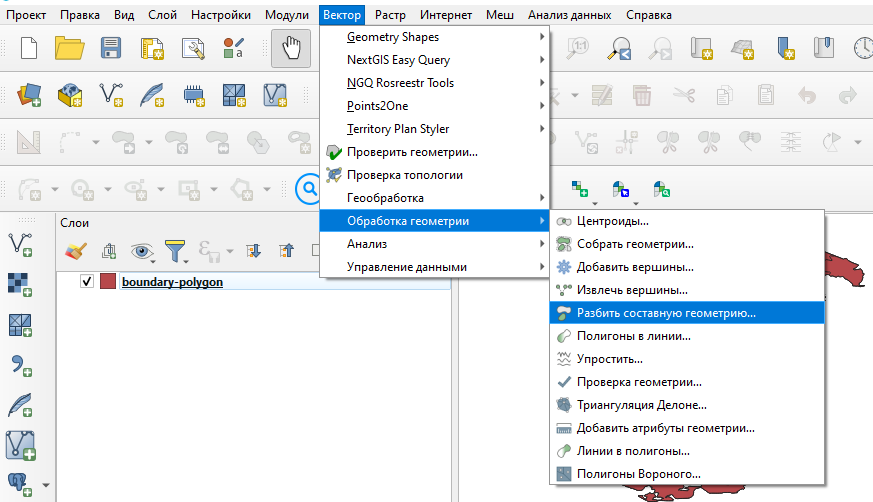 Проект Правка Вид Слой Настройки Модули Вектор Растр Интернет Меш Анализ данных Справка
Geometry Shapes
NextGIS Easy Query
NGQ Rosreestr Tools
Points2One
Territory Plan Styler
Проверить геометрии...
Проверка топологии
Геообработка
Обработка геометрии
Анализ
Управление данными
Центроиды...
Собрать геометрии...
Добавить вершины...
Извлечь вершины...
Разбить составную геометрию...
Полигоны в линии...
Упростить...
Проверка геометрии...
Триангуляция Делоне...
Добавить атрибуты геометрии...
Линии в полигоны...
Полигоны Вороного...
Слои
boundary-polygon